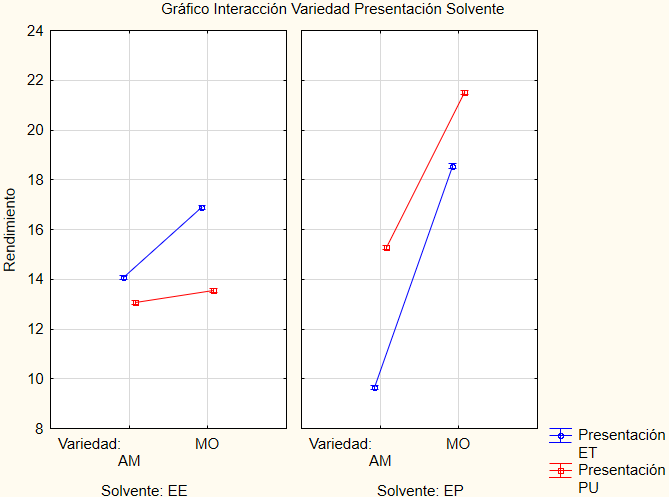 Gráfico Interacción Variedad Presentación Solvente
Rendimiento
24
22
20
18
16
14
12
10
8
Variedad:
AM
MO
Solvente: EE
Variedad:
AM
MO
Solvente: EP
Presentación
ET
Presentación
PU